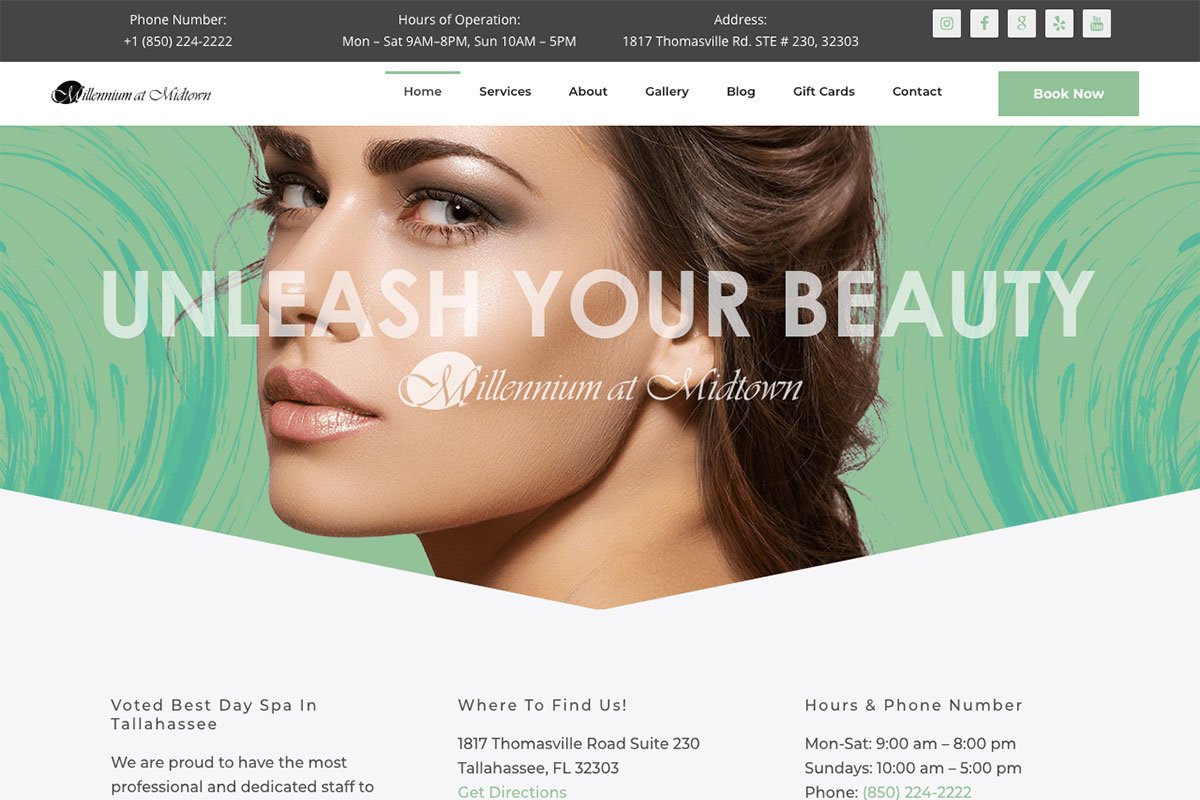 Phone Number:
+1 (850) 224-2222
Hours of Operation:
Mon – Sat 9AM–8PM, Sun 10AM – 5PM
Address:
1817 Thomasville Rd. STE # 230, 32303
Millennium at Midtown
Home
Services
About
Gallery
Blog
Gift Cards
Contact
Book Now
UNLEASH YOUR BEAUTY
Millennium at Midtown
Voted Best Day Spa In
Tallahassee
We are proud to have the most
professional and dedicated staff to
Where To Find Us!
1817 Thomasville Road Suite 230
Tallahassee, FL 32303
Get Directions
Hours & Phone Number
Mon-Sat: 9:00 am – 8:00 pm
Sundays: 10:00 am – 5:00 pm
Phone: (850) 224-2222